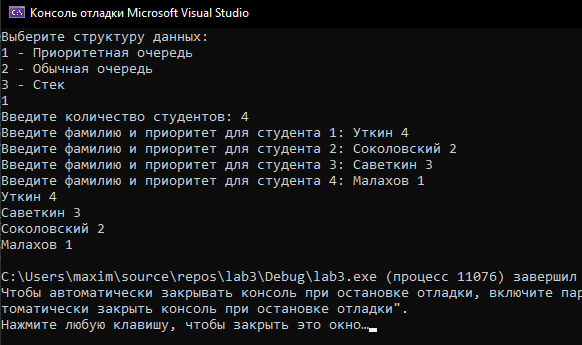 Консоль отладки Microsoft Visual Studio
Выберите структуру данных:
1 - Приоритетная очередь
2 - Обычная очередь
3 - Стек
1
Введите количество студентов: 4
Введите фамилию и приоритет для студента 1: Уткин 4
Введите фамилию и приоритет для студента 2: Соколовский 2
Введите фамилию и приоритет для студента 3: Саветкин 3
Введите фамилию и приоритет для студента 4: Малахов 1
Уткин 4
Саветкин 3
Соколовский 2
Малахов 1
C:\Users\maxim\source\repos\lab3\Debug\lab3.exe (процесс 11076) завершил
Чтобы автоматически закрывать консоль при остановке отладки, включите пар
томатически закрыть консоль при остановке отладки".
Нажмите любую клавишу, чтобы закрыть это окно…